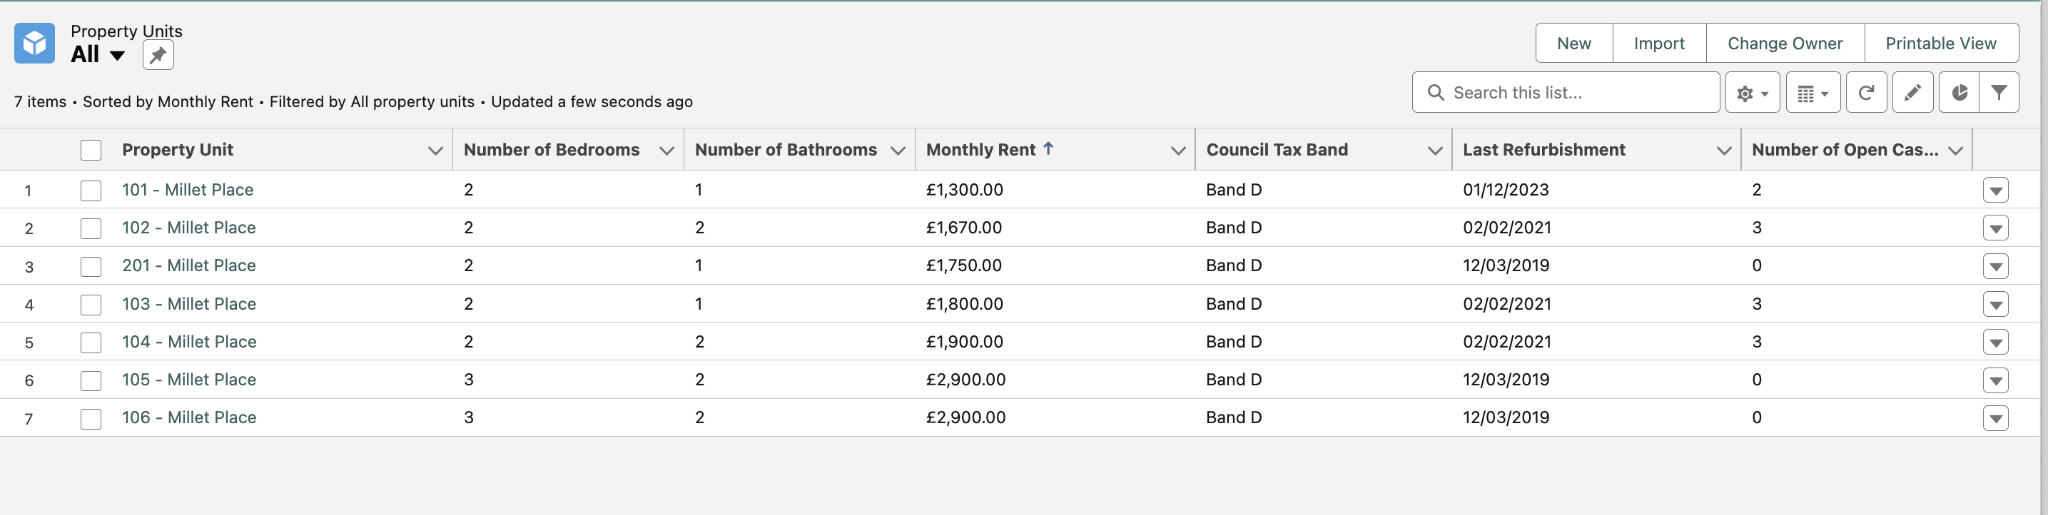 Property Units
All
New Import Change Owner Printable View
7 items • Sorted by Monthly Rent • Filtered by All property units • Updated a few seconds ago
Search this list...
Property Unit Number of Bedrooms Number of Bathrooms Monthly Rent ↑ Council Tax Band Last Refurbishment Number of Open Cas...
1 101 - Millet Place 2 1 £1,300.00 Band D 01/12/2023 2
2 102 - Millet Place 2 2 £1,670.00 Band D 02/02/2021 3
3 201 - Millet Place 2 1 £1,750.00 Band D 12/03/2019 0
4 103 - Millet Place 2 1 £1,800.00 Band D 02/02/2021 3
5 104 - Millet Place 2 2 £1,900.00 Band D 02/02/2021 3
6 105 - Millet Place 3 2 £2,900.00 Band D 12/03/2019 0
7 106 - Millet Place 3 2 £2,900.00 Band D 12/03/2019 0